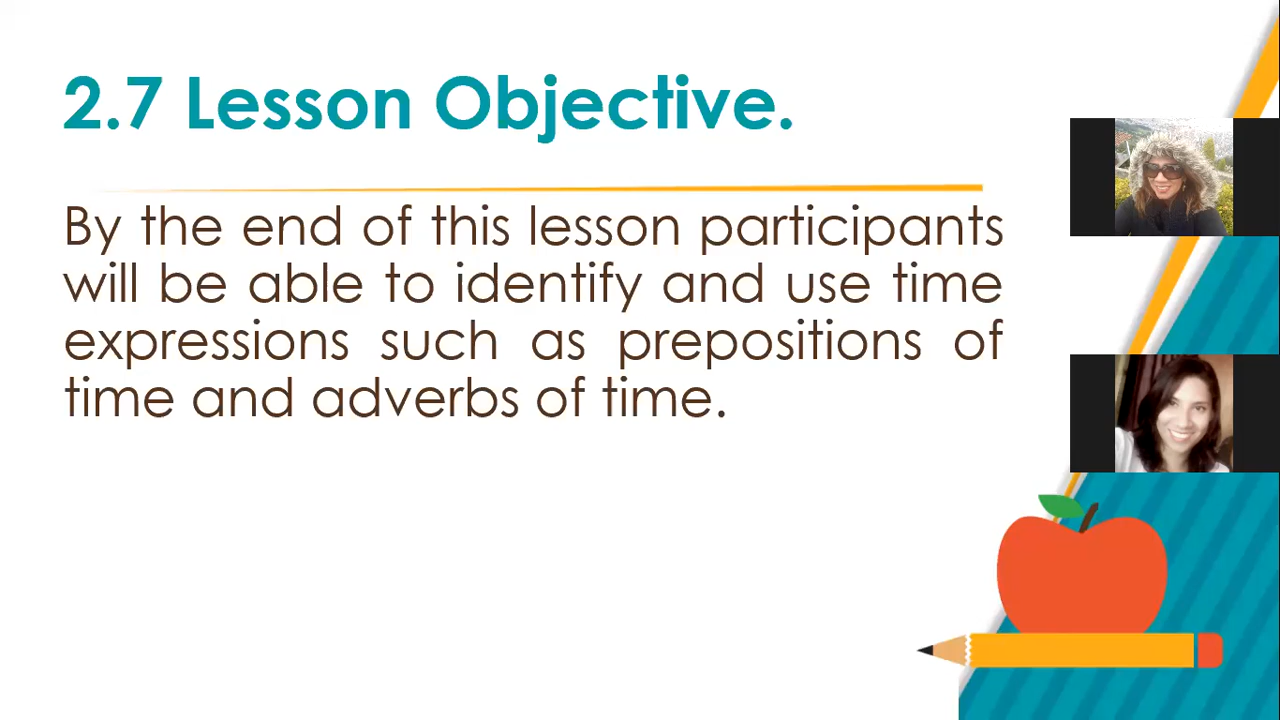 2.7 Lesson Objective.
By the end of this lesson participants
will be able to identify and use time
expressions such as prepositions of
time and adverbs of time.